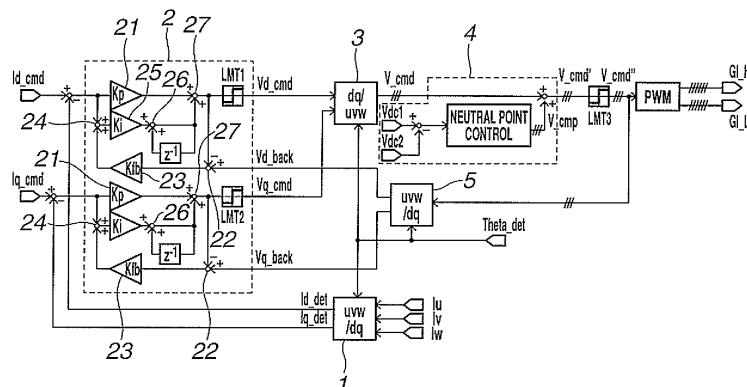 21
25
2
26
27
3
4
Id_cmd
LMT1
Vd_cmd
dq/
uvw
V_cmd
V_cmd'
V_cmd"
Kp
Ki
24
Vdc1
Vdc2
NEUTRAL POINT
CONTROL
V_cmp
LMT3
PWM
z-1
27
Kfb
23
21
Vd_back
Iq_cmd
Kp
LMT2
Vq_cmd
5
uvw
/dq
24
Ki
26
22
z-1
Theta_det
Kfb
Vq_back
23
22
Id_det
Iq_det
uvw
/dq
Iu
Iv
Iw
1